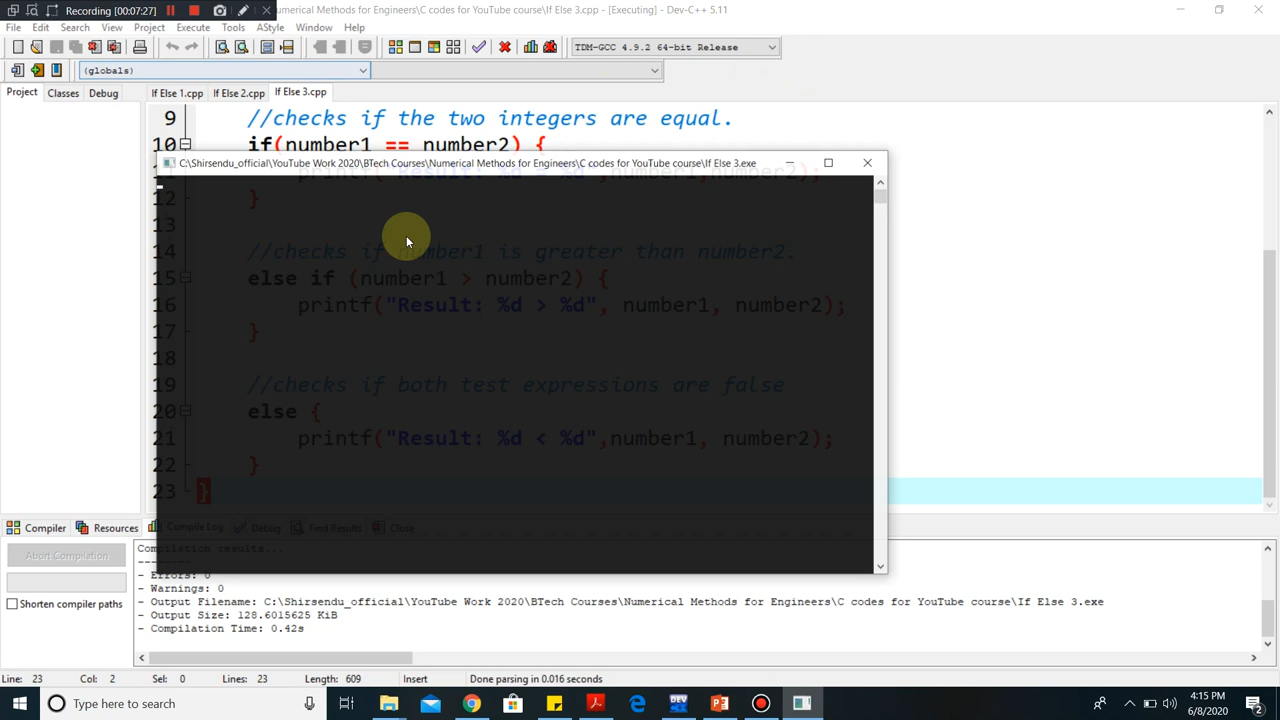 Recording [00:07:27]
Numerical Methods for Engineers\C codes for YouTube course\If Else 3.cpp - [Executing] - Dev-C++ 5.11
File Edit Search View Project Execute Tools AStyle Window Help
TDM-GCC 4.9.2 64-bit Release
(globals)
Project Classes Debug If Else 1.cpp If Else 2.cpp If Else 3.cpp
9 //checks if the two integers are equal.
10 if(number1 == number2) {
C:\Shirsendu_official\YouTube Work 2020\BTech Courses\Numerical Methods for Engineers\C codes for YouTube course\If Else 3.exe
11 printf("Result: %d = %d",number1,number2);
12 }
13
14 //checks if number1 is greater than number2.
15 else if (number1 > number2) {
16 printf("Result: %d > %d", number1, number2);
17 }
18
19 //checks if both test expressions are false
20 else {
21 printf("Result: %d < %d",number1, number2);
22 }
23 }
Compiler Resources Compile Log Debug Find Results Close
Abort Compilation
Shorten compiler paths
Compilation results...
--------
- Errors: 0
- Warnings: 0
- Output Filename: C:\Shirsendu_official\YouTube Work 2020\BTech Courses\Numerical Methods for Engineers\C Codes for YouTube course\If Else 3.exe
- Output Size: 128.6015625 KiB
- Compilation Time: 0.42s
Line: 23 Col: 2 Sel: 0 Lines: 23 Length: 609 Insert Done parsing in 0.016 seconds
Type here to search
4:15 PM
6/8/2020
2